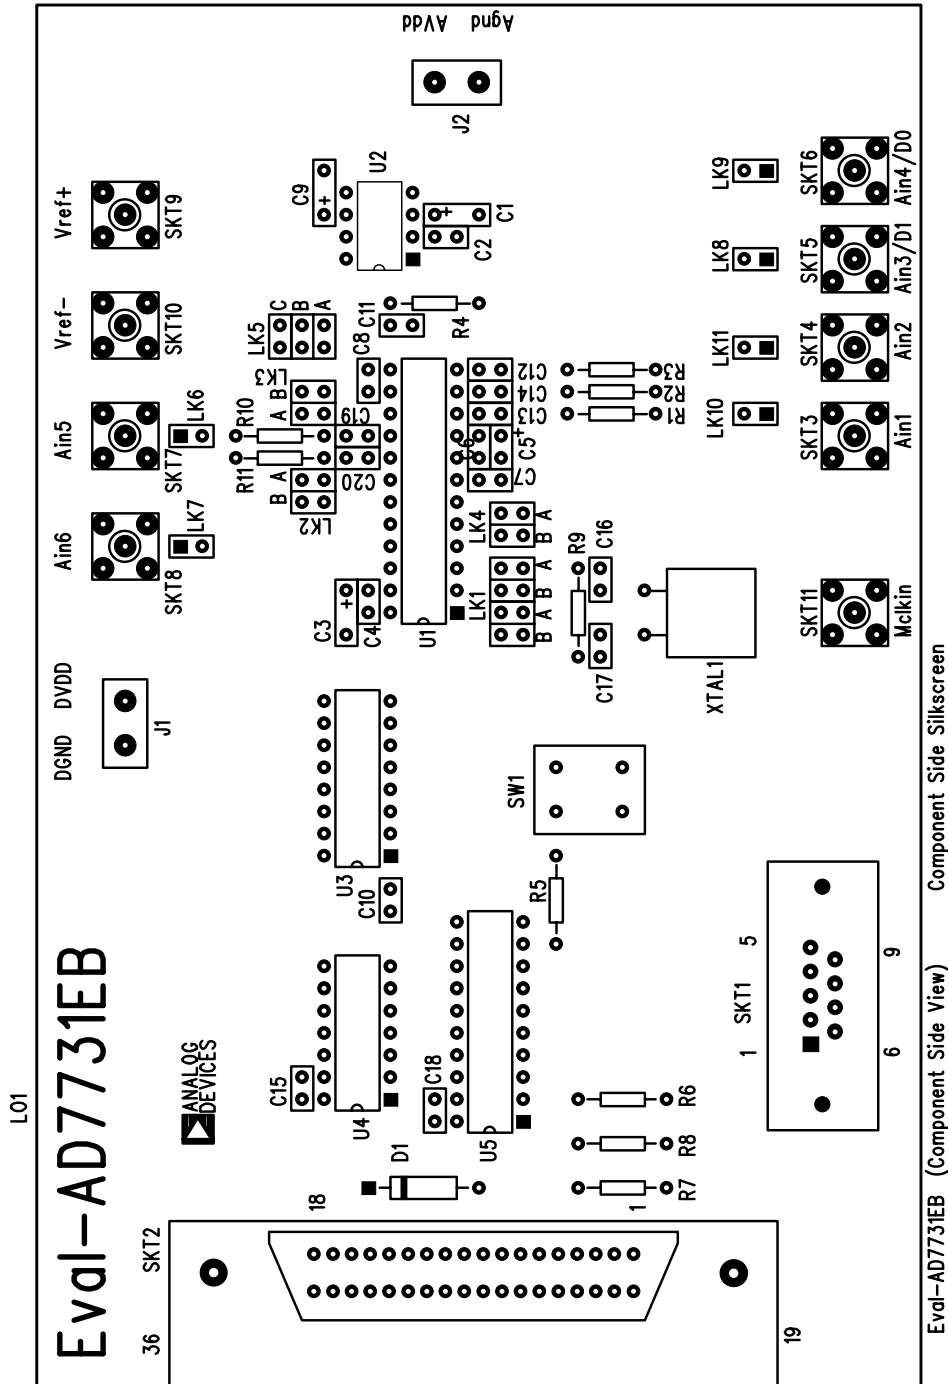 AVdd
Agnd
J2
Vref+
SKT9
C9
U2
C1
C2
LK9
SKT6
Ain4/D0
LK8
SKT5
Ain3/D1
Vref-
SKT10
LK5
C
B
A
C8
C11
R4
LK11
SKT4
Ain2
LK3
B
A
C19
C12
C14
C13
R3
R2
R1
Ain5
SKT7
LK6
R10
R11
LK10
SKT3
Ain1
C6
C5
C7
B
A
LK2
C20
Ain6
SKT8
LK7
LK4
A
B
LK1
A
B
A
B
R9
C16
C17
C3
C4
U1
XTAL1
SKT11
Mclkin
DGND
DVDD
J1
SW1
U3
C10
R5
Eval-AD7731EB
L01
ANALOG
DEVICES
C15
U4
C18
U5
D1
SKT1
1
5
6
9
R6
R8
R7
SKT2
18
1
36
19
Eval-AD7731EB (Component Side View) Component Side Silkscreen